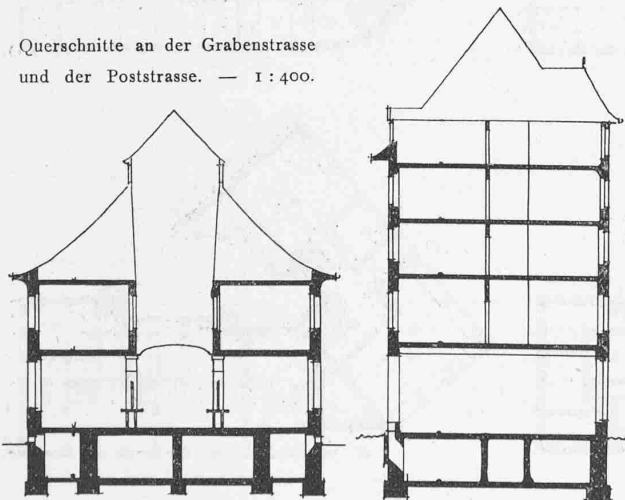 Querschnitte an der Grabenstrasse
und der Poststrasse. — 1 : 400.